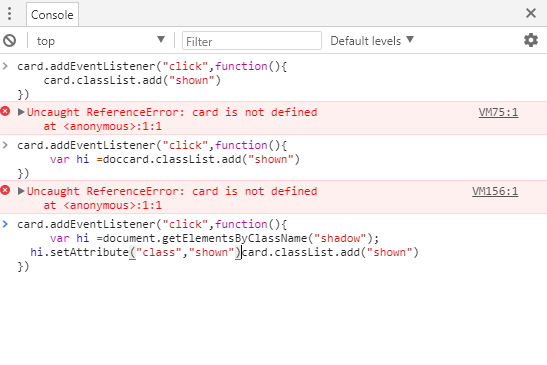 Console
top Filter Default levels
card.addEventListener("click",function(){
card.classList.add("shown")
})
Uncaught ReferenceError: card is not defined VM75:1
at <anonymous>:1:1
card.addEventListener("click",function(){
var hi =doccard.classList.add("shown")
})
Uncaught ReferenceError: card is not defined VM156:1
at <anonymous>:1:1
card.addEventListener("click",function(){
var hi =document.getElementsByClassName("shadow");
hi.setAttribute("class","shown")card.classList.add("shown")
})